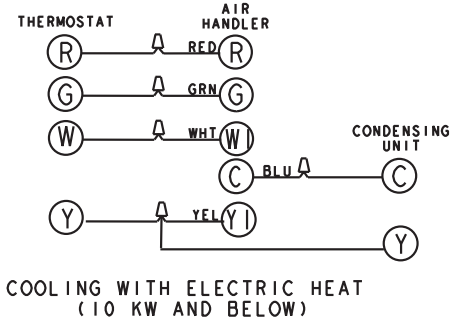 THERMOSTAT
AIR
HANDLER
R RED R
G GRN G
W WHT W1
CONDENSING
UNIT
C BLU C
Y YEL Y1
Y
COOLING WITH ELECTRIC HEAT
(10 KW AND BELOW)